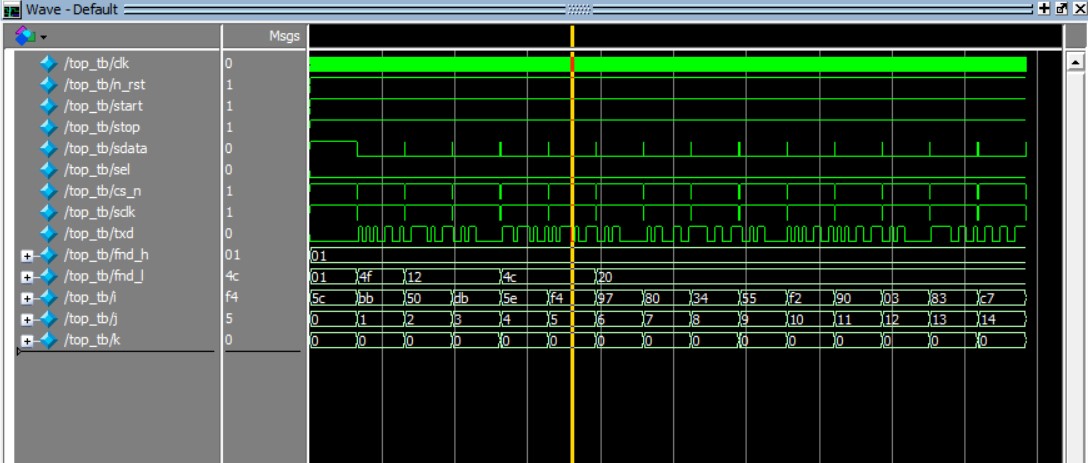 Wave - Default
Msgs
/top_tb/clk 0
/top_tb/n_rst 1
/top_tb/start 1
/top_tb/stop 1
/top_tb/sdata 0
/top_tb/sel 0
/top_tb/cs_n 1
/top_tb/sclk 1
/top_tb/txd 0
/top_tb/fnd_h 01 01
/top_tb/fnd_l 4c 01 4f 12 4c 20
/top_tb/i f4 5c bb 50 db 5e f4 97 80 34 55 f2 90 03 83 c7
/top_tb/j 5 0 1 2 3 4 5 6 7 8 9 10 11 12 13 14
/top_tb/k 0 0 0 0 0 0 0 0 0 0 0 0 0 0 0 0